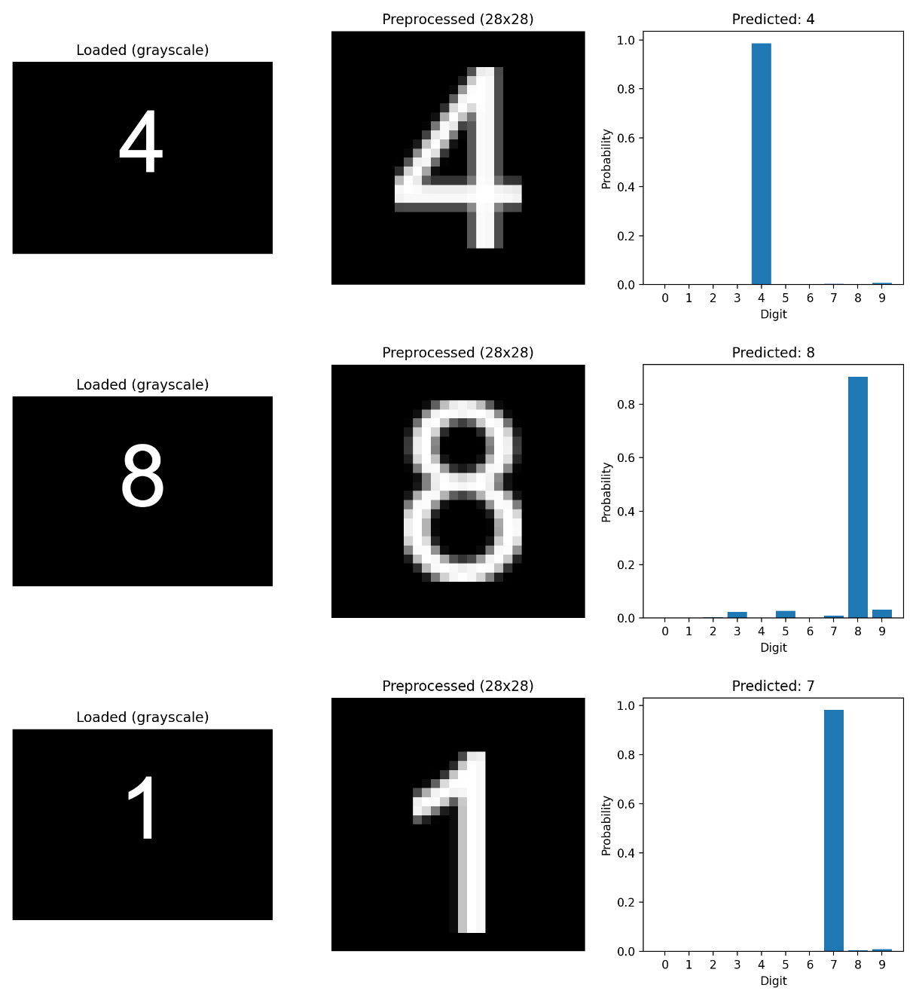 Loaded (grayscale)
4
Preprocessed (28x28)
4
Predicted: 4
1.0
0.8
0.6
0.4
0.2
0.0
Probability
0 1 2 3 4 5 6 7 8 9
Digit
Loaded (grayscale)
8
Preprocessed (28x28)
8
Predicted: 8
0.8
0.6
0.4
0.2
0.0
Probability
0 1 2 3 4 5 6 7 8 9
Digit
Loaded (grayscale)
1
Preprocessed (28x28)
1
Predicted: 7
1.0
0.8
0.6
0.4
0.2
0.0
Probability
0 1 2 3 4 5 6 7 8 9
Digit